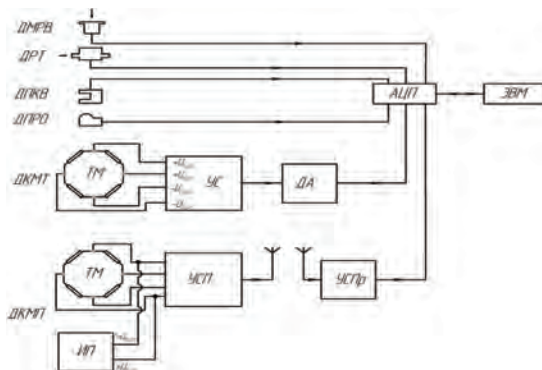 ДМРВ
ДРТ
ДПКВ
ДПРО
АЦП
ЭВМ
ДКМТ
ТМ
УС
ДА
ДКМП
ТМ
УСП
УСПр
ИП